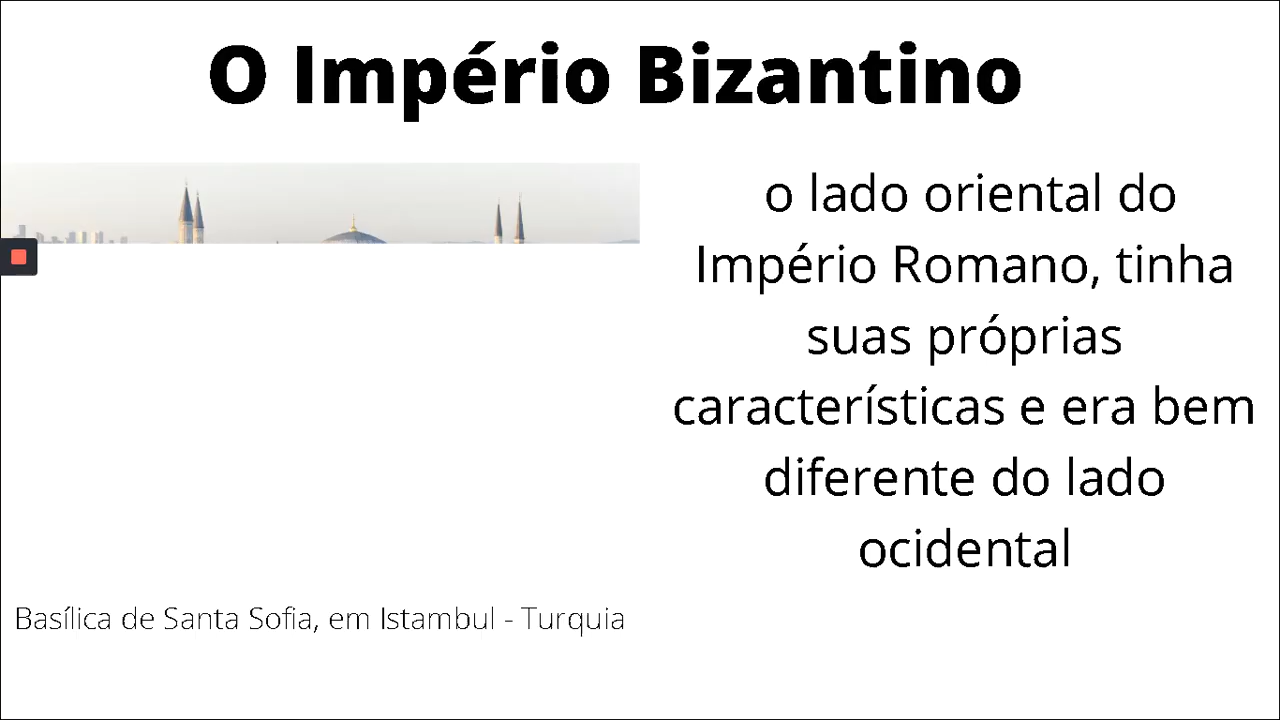 O Império Bizantino
o lado oriental do
Império Romano, tinha
suas próprias
características e era bem
diferente do lado
ocidental
Basílica de Santa Sofia, em Istambul - Turquia